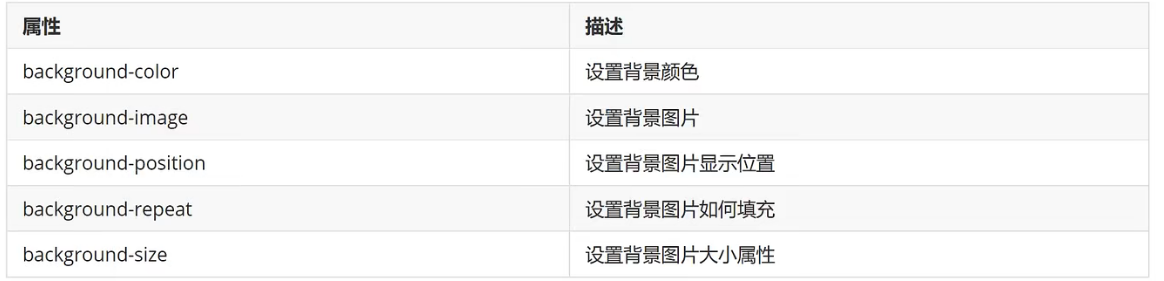 属性 描述
background-color 设置背景颜色
background-image 设置背景图片
background-position 设置背景图片显示位置
background-repeat 设置背景图片如何填充
background-size 设置背景图片大小属性